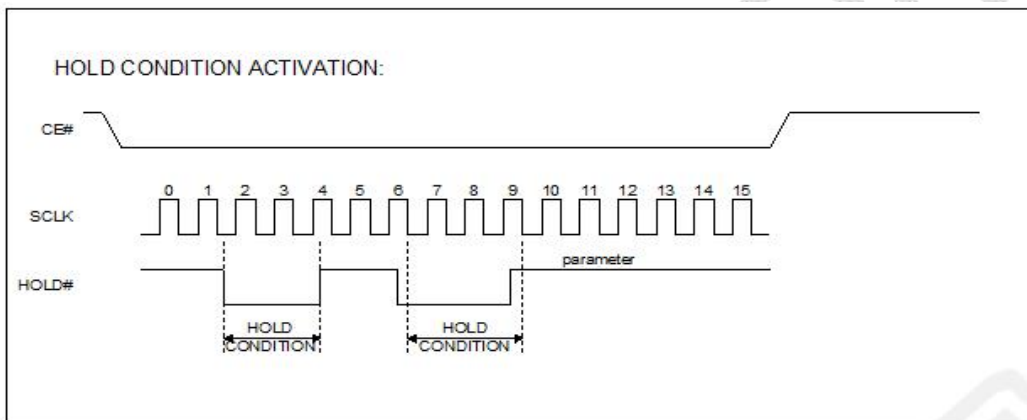 HOLD CONDITION ACTIVATION:
CE#
0 1 2 3 4 5 6 7 8 9 10 11 12 13 14 15
SCLK
parameter
HOLD#
HOLD
CONDITION
HOLD
CONDITION